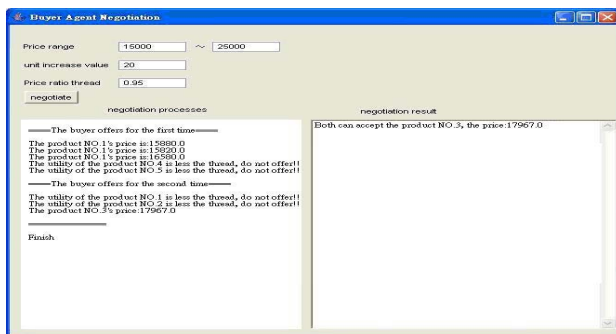 Buyer Agent Negotiation
Price range 15000 ~ 25000
unit increase value 20
Price ratio thread 0.95
negotiate
negotiation processes
-----The buyer offers for the first time-----
The product NO.1's price is:15880.0
The product NO.1's price is:15820.0
The product NO.1's price is:16580.0
The utility of the product NO.4 is less the thread, do not offer!!
The utility of the product NO.5 is less the thread, do not offer!!
-----The buyer offers for the second time-----
The utility of the product NO.1 is less the thread, do not offer!!
The utility of the product NO.2 is less the thread, do not offer!!
The product NO.3's price:17967.0
--------------------
Finish
negotiation result
Both can accept the product NO.3, the price:17967.0